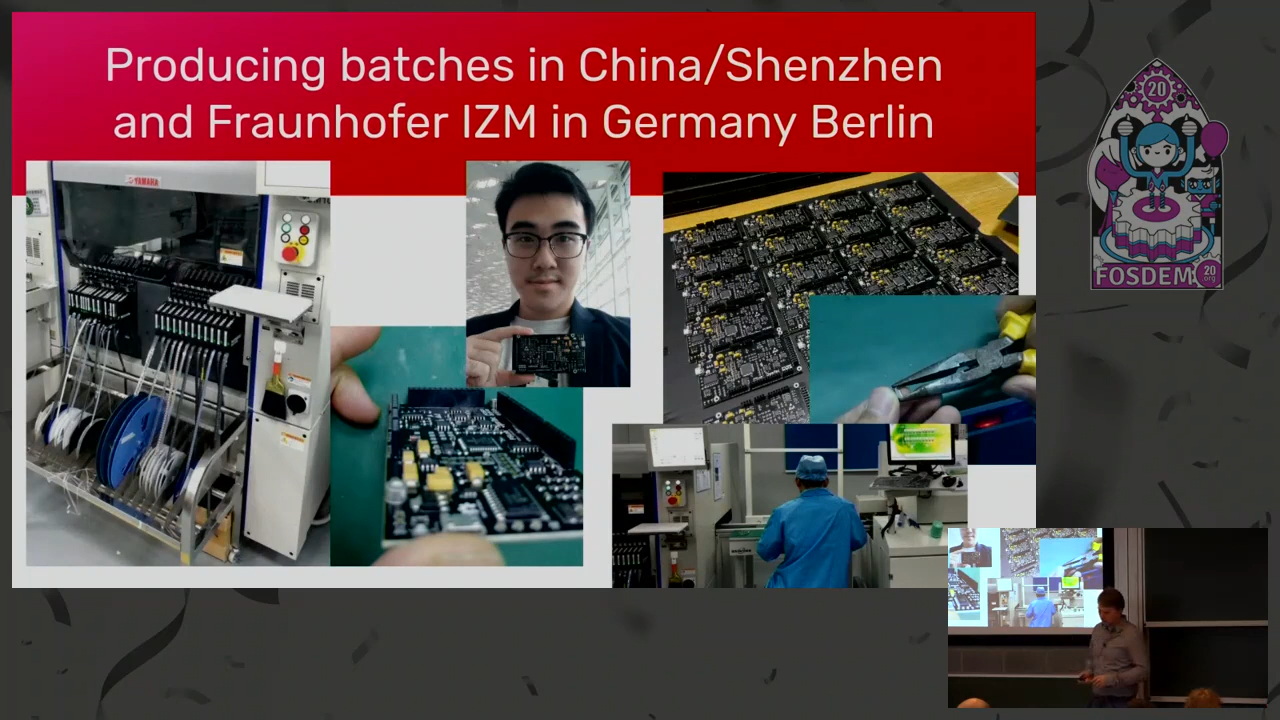 Producing batches in China/Shenzhen
and Fraunhofer IZM in Germany Berlin
YAMAHA
20
FOSDEM
20
.org